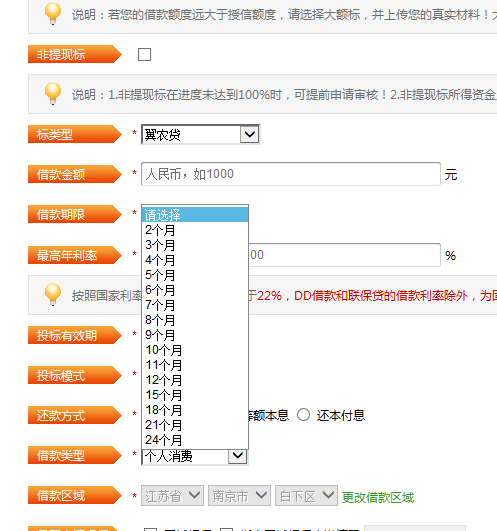 说明：若您的借款额度远大于授信额度，请选择大额标，并上传您的真实材料！
非提现标
说明：1.非提现标在进度未达到100%时，可提前申请审核！2.非提现标所得资金
标类型 * 翼农贷
借款金额 * 人民币，如1000 元
借款期限 * 请选择
2个月
3个月
4个月
最高年利率 * 00 %
5个月
6个月
按照国家利率 于22%，DD借款和联保贷的借款利率除外，为
7个月
8个月
投标有效期 * 9个月
10个月
11个月
投标模式 * 12个月
15个月
18个月
还款方式 * 额本息 还本付息
21个月
24个月
借款类型 * 个人消费
借款区域 * 江苏省 南京市 白下区 更改借款区域